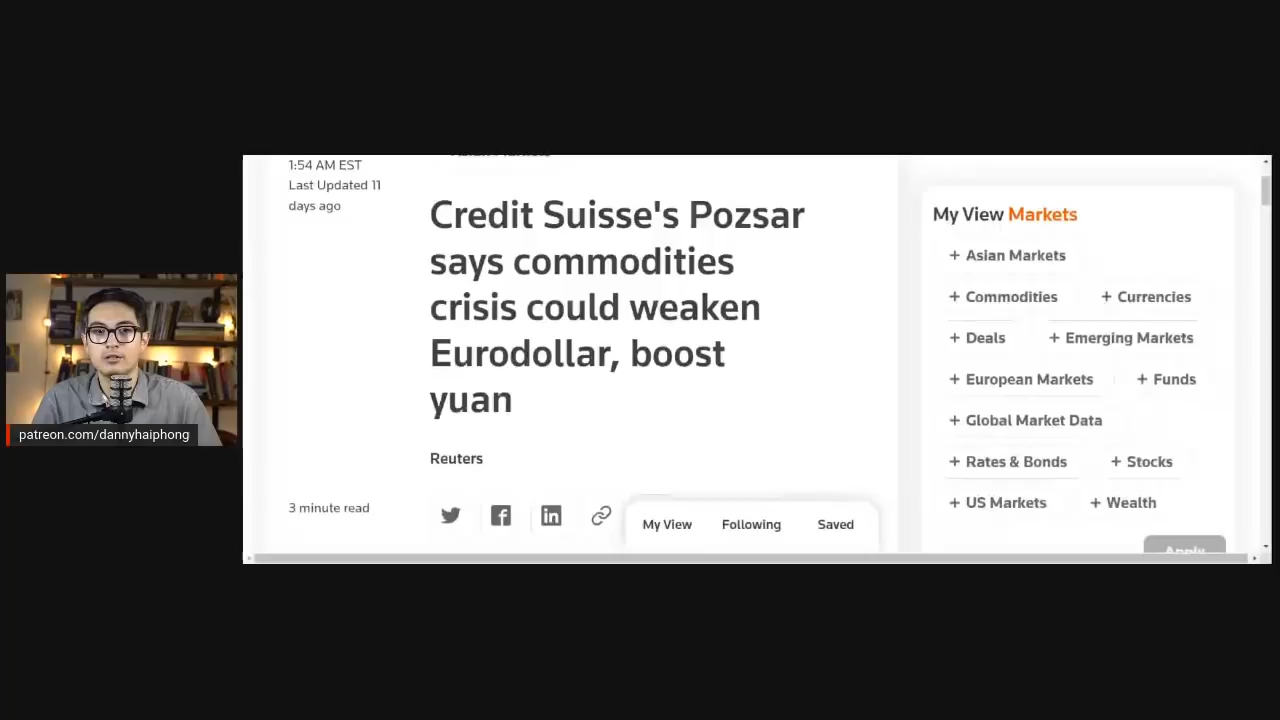 1:54 AM EST
Last Updated 11
days ago
Credit Suisse's Pozsar
says commodities
crisis could weaken
Eurodollar, boost
yuan
Reuters
3 minute read
My View Following Saved
My View Markets
+ Asian Markets
+ Commodities + Currencies
+ Deals + Emerging Markets
+ European Markets + Funds
+ Global Market Data
+ Rates & Bonds + Stocks
+ US Markets + Wealth
Apply
patreon.com/dannyhaiphong